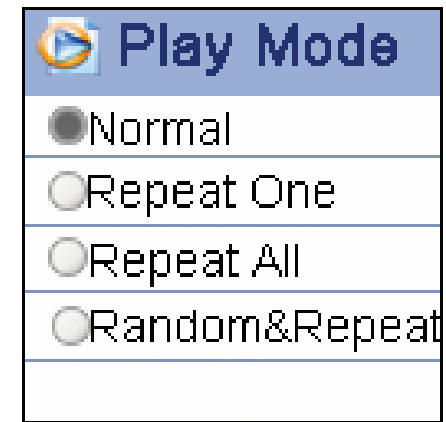 Play Mode
Normal
Repeat One
Repeat All
Random&Repeat